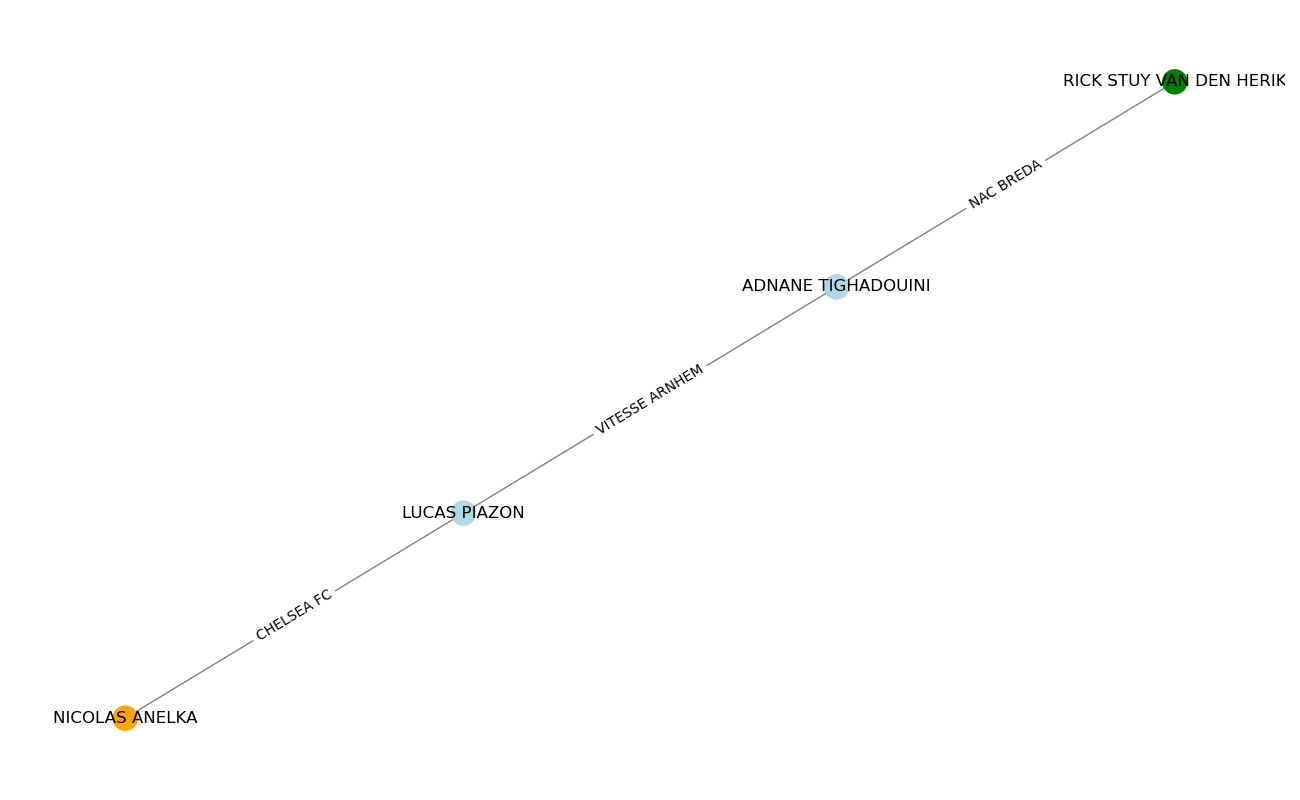 RICK STUY VAN DEN HERIK
NAC BREDA
ADNANE TIGHADOUINI
VITESSE ARNHEM
LUCAS PIAZON
CHELSEA FC
NICOLAS ANELKA